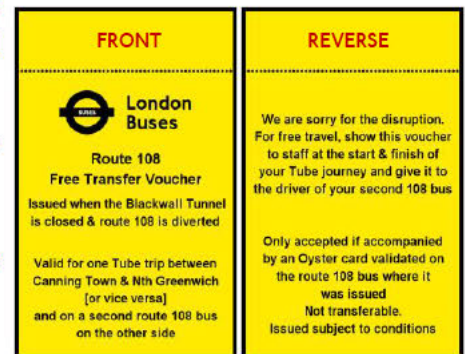 FRONT
BUSES
London
Buses
Route 108
Free Transfer Voucher
Issued when the Blackwall Tunnel
is closed & route 108 is diverted
Valid for one Tube trip between
Canning Town & Nth Greenwich
[or vice versa]
and on a second route 108 bus
on the other side
REVERSE
We are sorry for the disruption.
For free travel, show this voucher
to staff at the start & finish of
your Tube journey and give it to
the driver of your second 108 bus
Only accepted if accompanied
by an Oyster card validated on
the route 108 bus where it
was issued
Not transferable.
Issued subject to conditions